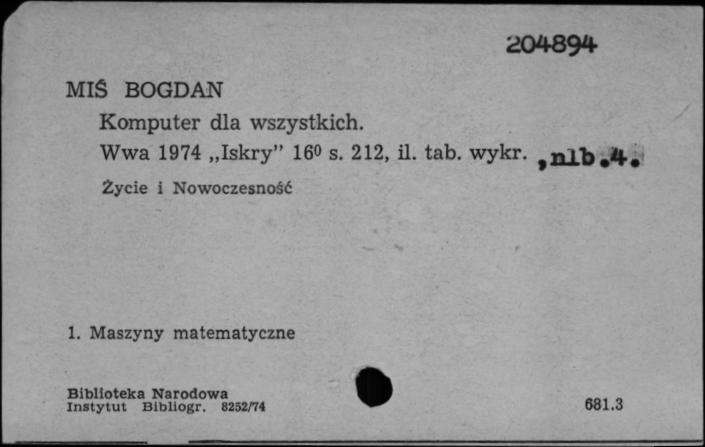 204894
MIŚ BOGDAN
Komputer dla wszystkich.
Wwa 1974 „Iskry” 16⁰ s. 212, il. tab. wykr. ,nlb.4.
Życie i Nowoczesność
1. Maszyny matematyczne
Biblioteka Narodowa
Instytut Bibliogr. 8252/74
681.3